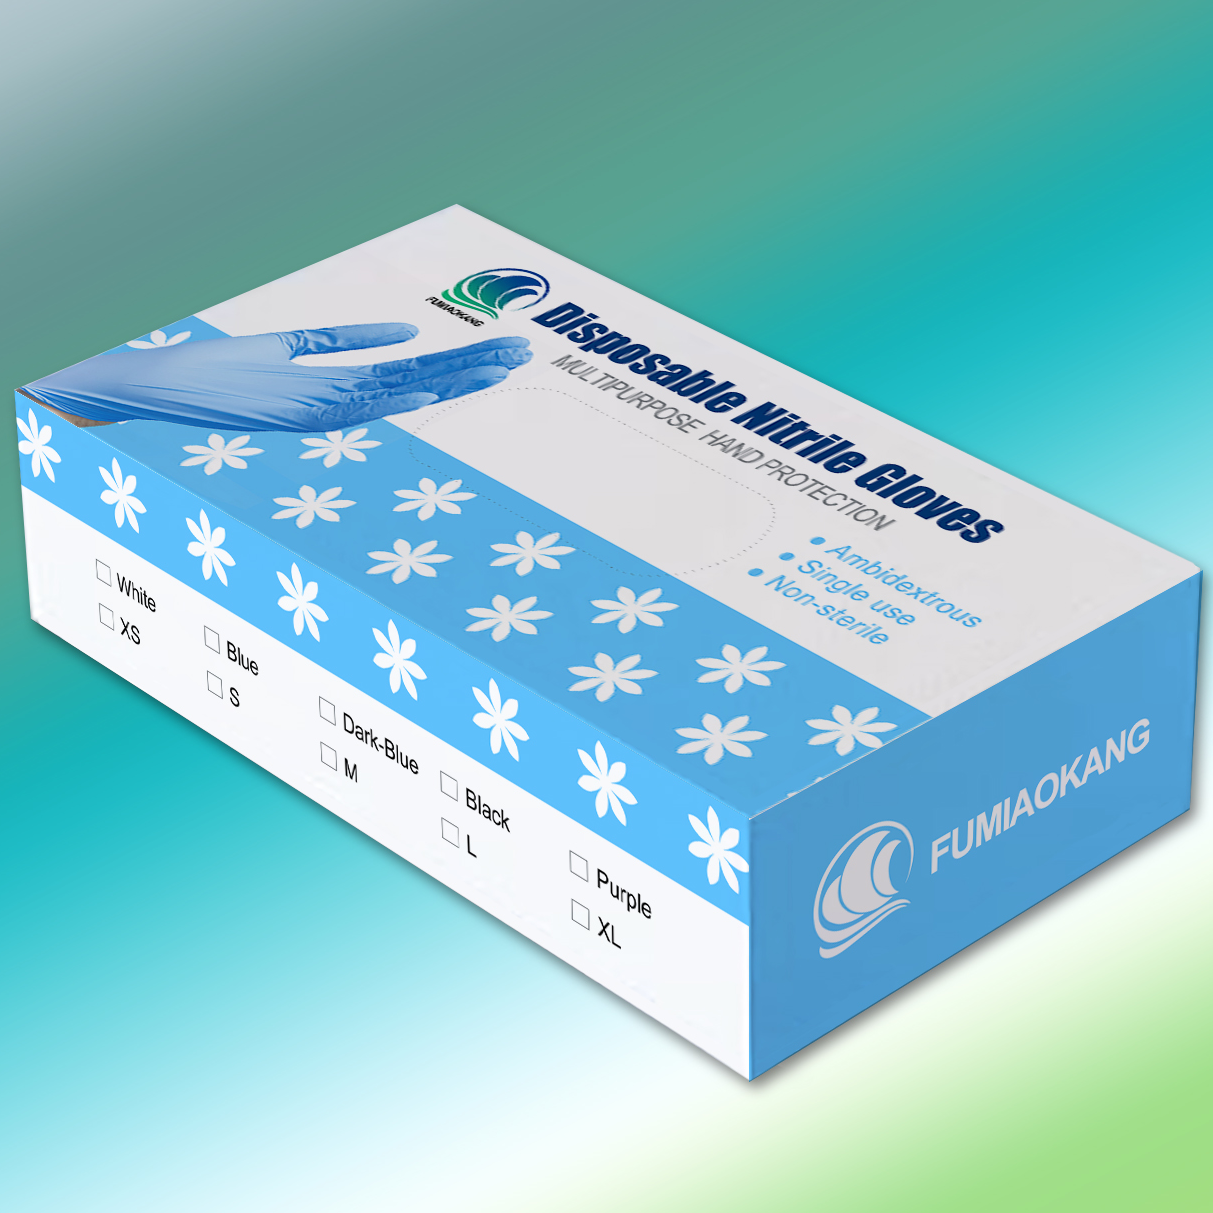 FUMIAOKANG
Disposable Nitrile Gloves
MULTIPURPOSE HAND PROTECTION
• Ambidextrous
• Single use
• Non-sterile
White
Blue
Dark-Blue
Black
Purple
XS
S
M
L
XL
FUMIAOKANG